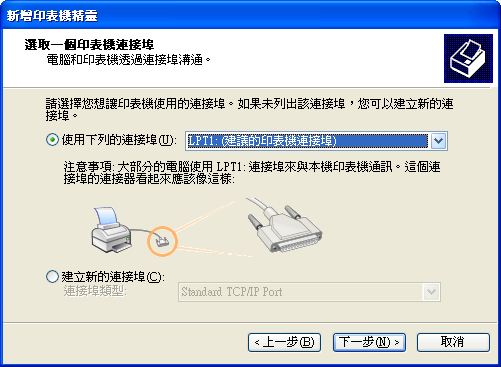 新增印表機精靈
選取一個印表機連接埠
電腦和印表機透過連接埠溝通。
請選擇您想讓印表機使用的連接埠。如果未列出該連接埠，您可以建立新的連
接埠。
使用下列的連接埠(U): LPT1: (建議的印表機連接埠)
注意事項: 大部分的電腦使用 LPT1: 連接埠來與本機印表機通訊。這個連
接埠的連接器看起來應該像這樣:
建立新的連接埠(C):
連接埠類型: Standard TCP/IP Port
< 上一步(B) 下一步(N) > 取消